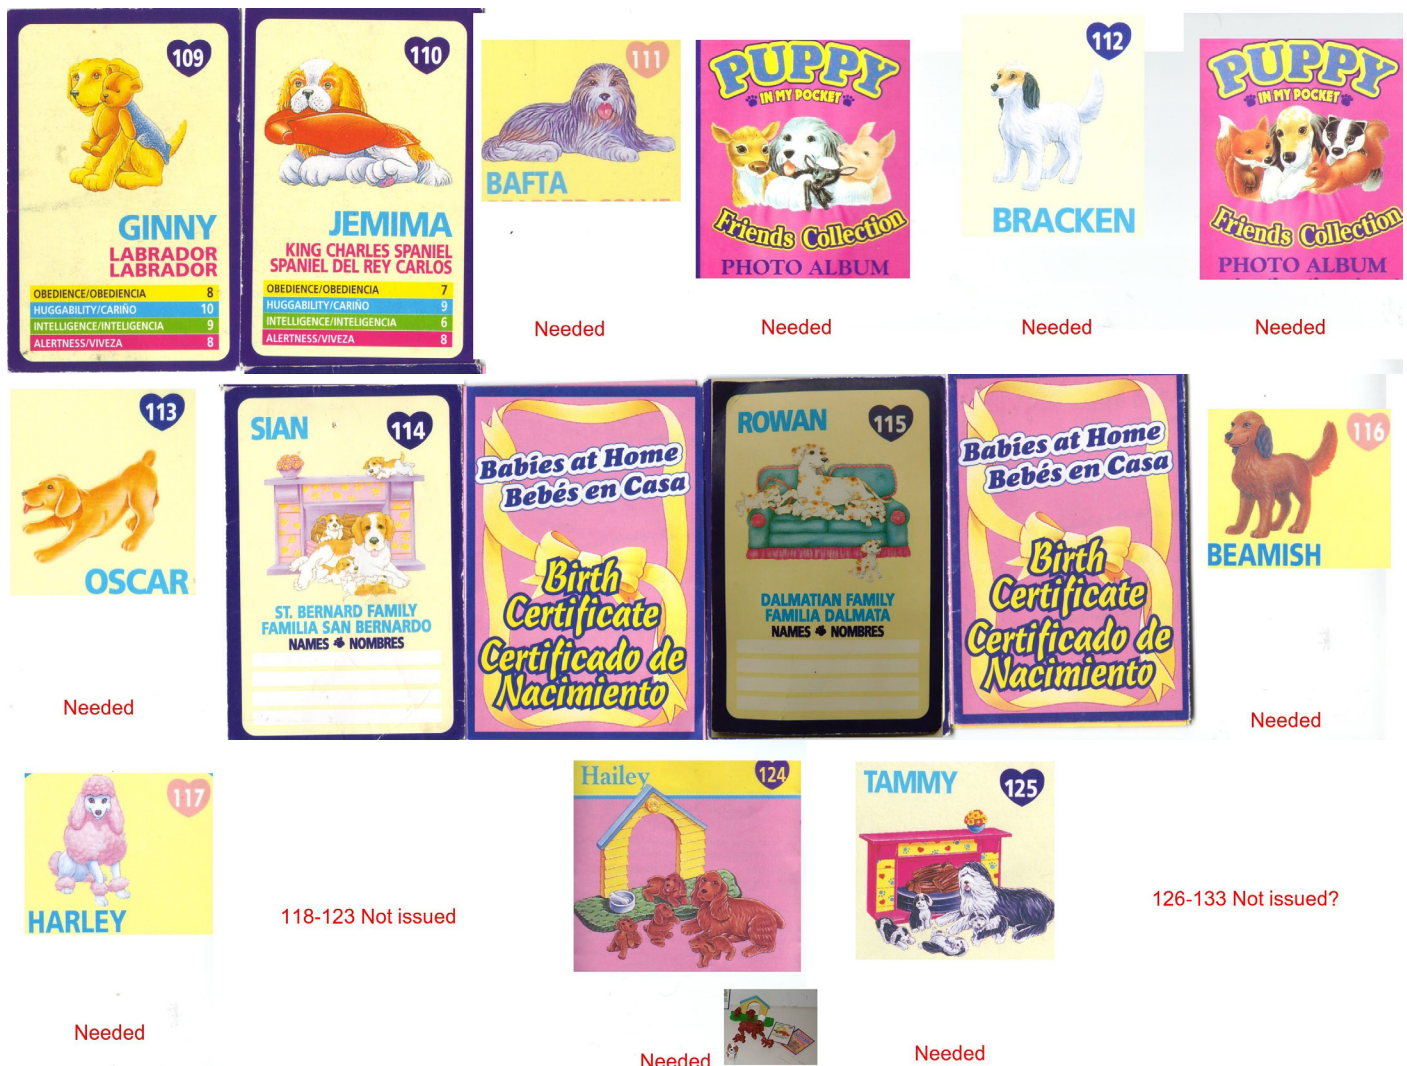 109
GINNY
LABRADOR
LABRADOR
OBEDIENCE/OBEDIENCIA 8
HUGGABILITY/CARIÑO 10
INTELLIGENCE/INTELIGENCIA 9
ALERTNESS/VIVEZA 8
110
JEMIMA
KING CHARLES SPANIEL
SPANIEL DEL REY CARLOS
OBEDIENCE/OBEDIENCIA 7
HUGGABILITY/CARIÑO 9
INTELLIGENCE/INTELIGENCIA 6
ALERTNESS/VIVEZA 8
111
BAFTA
Needed
PUPPY
IN MY POCKET
Friends Collection
PHOTO ALBUM
Needed
112
BRACKEN
Needed
PUPPY
IN MY POCKET
Friends Collection
PHOTO ALBUM
Needed
113
OSCAR
Needed
SIAN
114
ST. BERNARD FAMILY
FAMILIA SAN BERNARDO
NAMES NOMBRES
Babies at Home
Bebés en Casa
Birth
Certificate
Certificado de
Nacimiento
ROWAN
115
DALMATIAN FAMILY
FAMILIA DALMATA
NAMES NOMBRES
Babies at Home
Bebés en Casa
Birth
Certificate
Certificado de
Nacimiento
116
BEAMISH
Needed
117
HARLEY
Needed
118-123 Not issued
Hailey
124
Needed
TAMMY
125
Needed
126-133 Not issued?